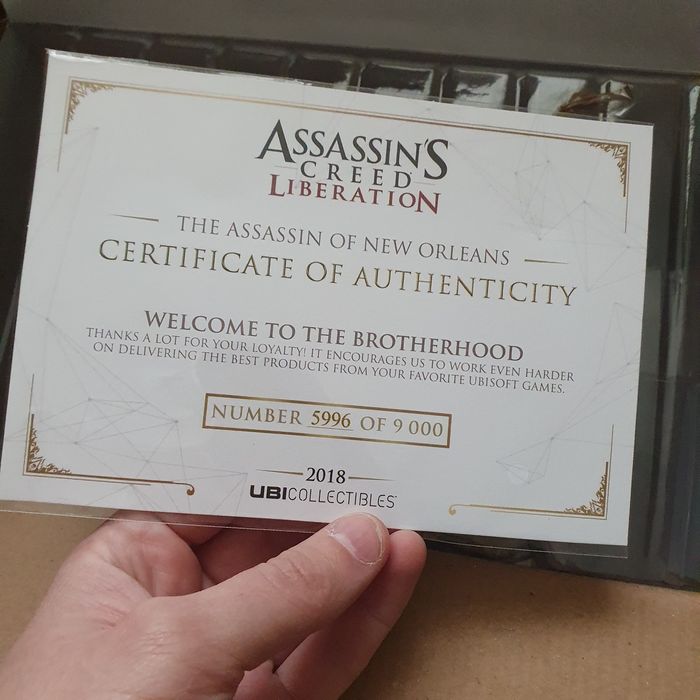 ASSASSIN'S
CREED
LIBERATION
THE ASSASSIN OF NEW ORLEANS
CERTIFICATE OF AUTHENTICITY
WELCOME TO THE BROTHERHOOD
THANKS A LOT FOR YOUR LOYALTY! IT ENCOURAGES US TO WORK EVEN HARDER
ON DELIVERING THE BEST PRODUCTS FROM YOUR FAVORITE UBISOFT GAMES.
NUMBER 5996 OF 9 000
2018
UBICOLLECTIBLES